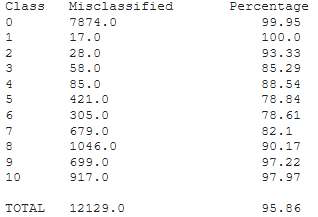 Class Misclassified Percentage
0 7874.0 99.95
1 17.0 100.0
2 28.0 93.33
3 58.0 85.29
4 85.0 88.54
5 421.0 78.84
6 305.0 78.61
7 679.0 82.1
8 1046.0 90.17
9 699.0 97.22
10 917.0 97.97
TOTAL 12129.0 95.86